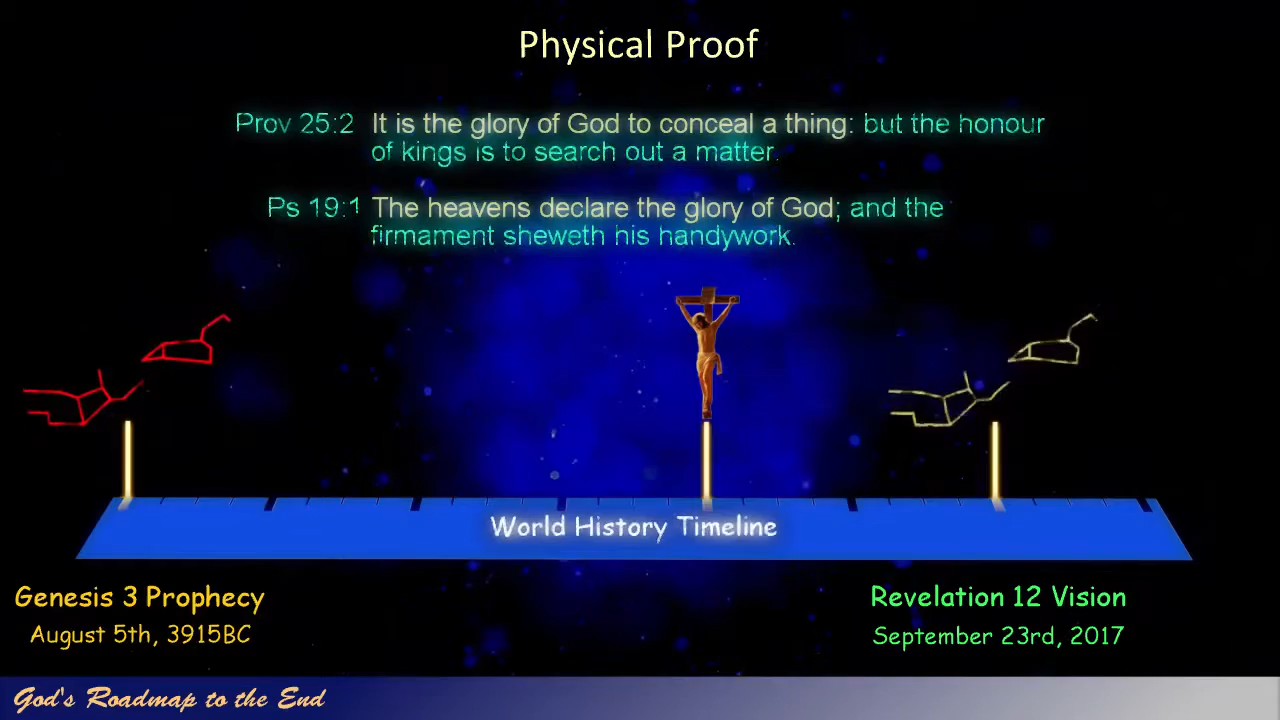 Physical Proof
Prov 25:2 It is the glory of God to conceal a thing: but the honour
of kings is to search out a matter.
Ps 19:1 The heavens declare the glory of God; and the
firmament sheweth his handywork.
World History Timeline
Genesis 3 Prophecy
August 5th, 3915BC
Revelation 12 Vision
September 23rd, 2017
God's Roadmap to the End